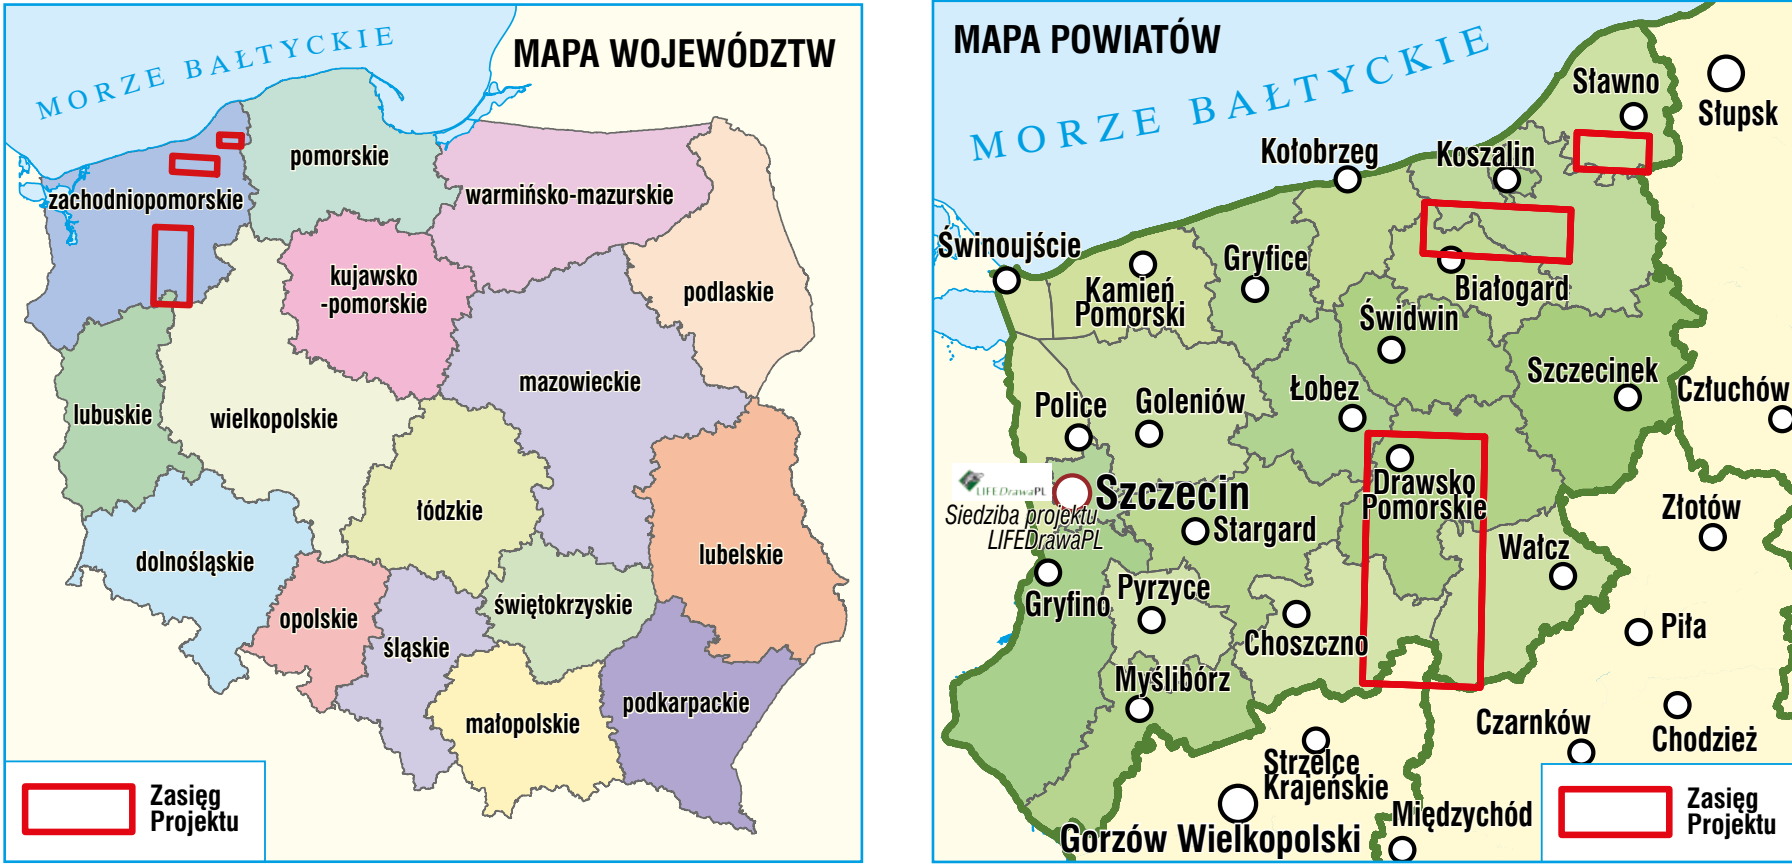 MAPA WOJEWÓDZTW
MORZE BAŁTYCKIE
pomorskie
warmińsko-mazurskie
zachodniopomorskie
kujawsko
-pomorskie
podlaskie
mazowieckie
lubuskie
wielkopolskie
łódzkie
lubelskie
dolnośląskie
świętokrzyskie
opolskie
śląskie
podkarpackie
małopolskie
Zasięg
Projektu
MAPA POWIATÓW
MORZE BAŁTYCKIE
Sławno
Słupsk
Kołobrzeg
Koszalin
Świnoujście
Gryfice
Kamień
Pomorski
Białogard
Świdwin
Szczecinek
Człuchów
Łobez
Police
Goleniów
LIFEDrawaPL
Szczecin
Siedziba projektu
LIFEDrawaPL
Drawsko
Pomorskie
Złotów
Stargard
Wałcz
Pyrzyce
Gryfino
Choszczno
Piła
Myślibórz
Czarnków
Chodzież
Strzelce
Krajeńskie
Międzychód
Gorzów Wielkopolski
Zasięg
Projektu